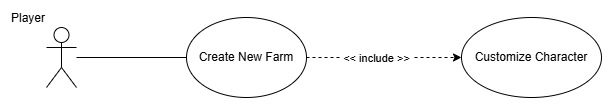 Player
Create New Farm
<< include >>
Customize Character